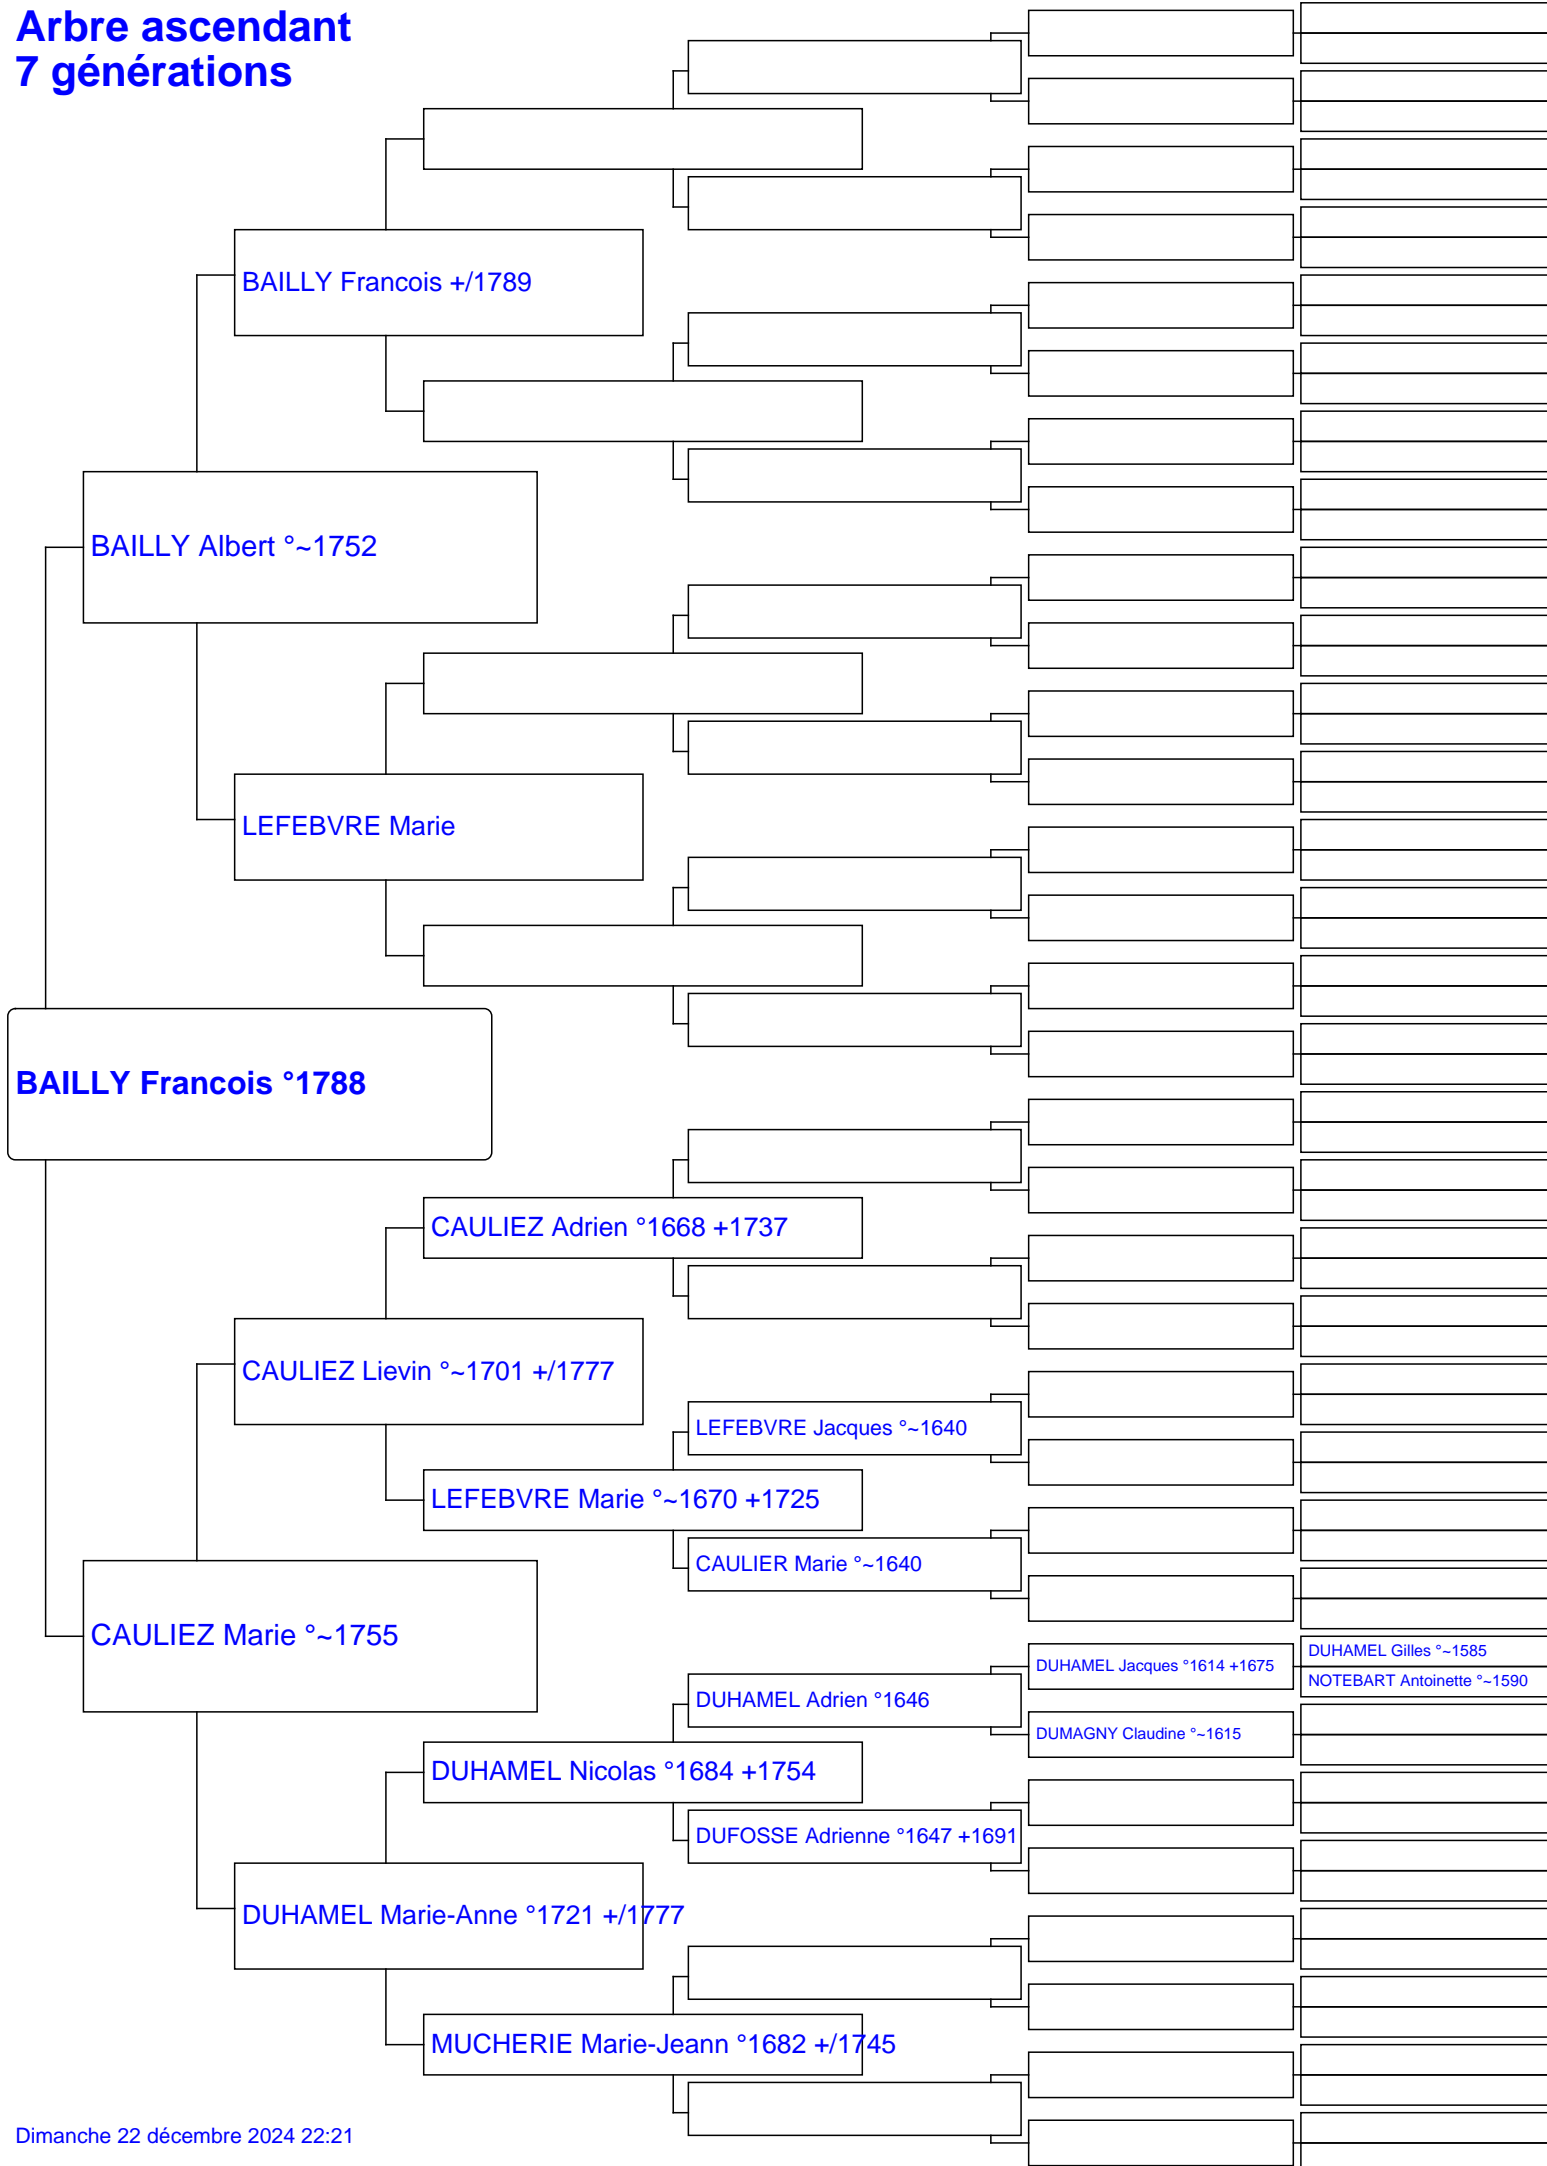 Arbre ascendant
7 générations
BAILLY Francois +/1789
BAILLY Albert °~1752
LEFEBVRE Marie
BAILLY Francois °1788
CAULIEZ Adrien °1668 +1737
CAULIEZ Lievin °~1701 +/1777
LEFEBVRE Jacques °~1640
LEFEBVRE Marie °~1670 +1725
CAULIER Marie °~1640
CAULIEZ Marie °~1755
DUHAMEL Gilles °~1585
DUHAMEL Jacques °1614 +1675
NOTEBART Antoinette °~1590
DUHAMEL Adrien °1646
DUMAGNY Claudine °~1615
DUHAMEL Nicolas °1684 +1754
DUFOSSE Adrienne °1647 +1691
DUHAMEL Marie-Anne °1721 +/1777
MUCHERIE Marie-Jeann °1682 +/1745
Dimanche 22 décembre 2024 22:21